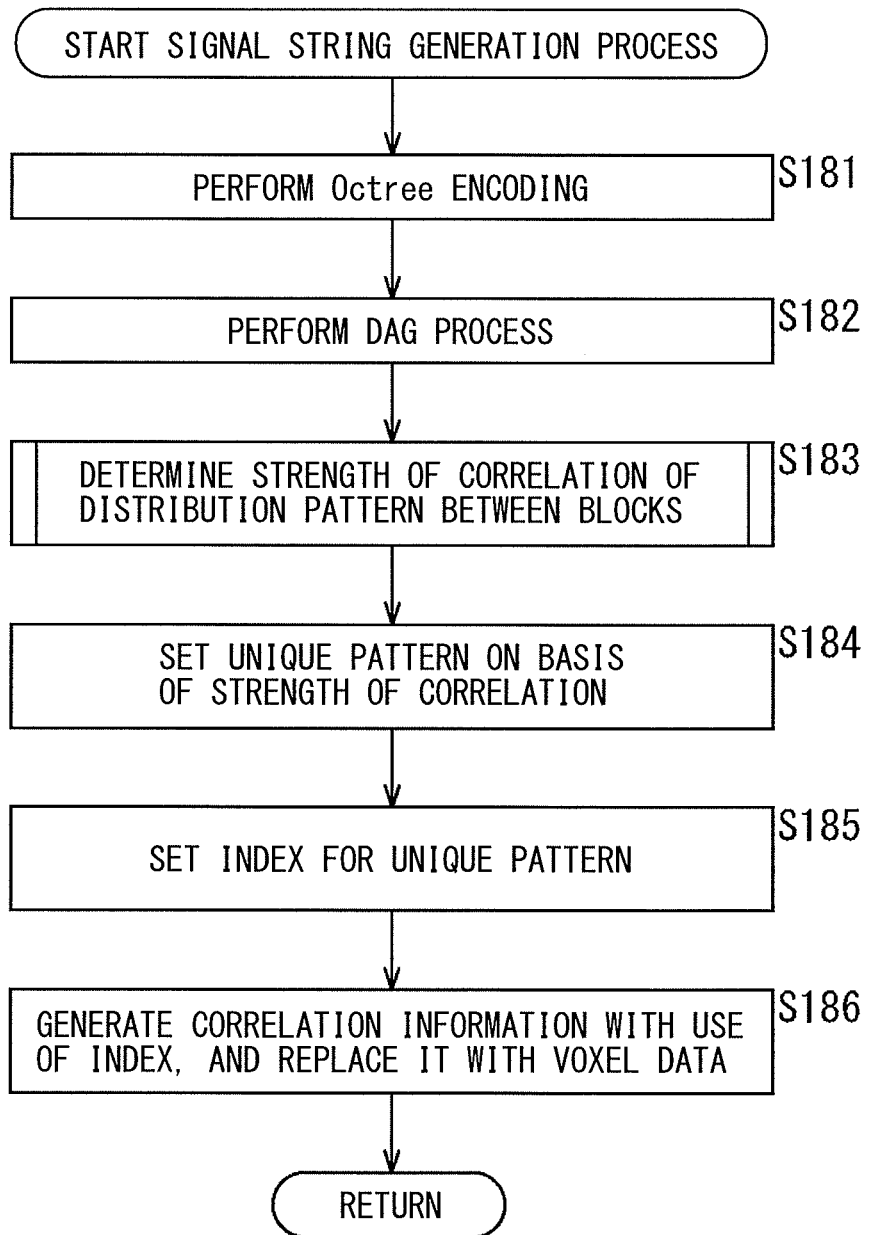 START SIGNAL STRING GENERATION PROCESS
S181
PERFORM Octree ENCODING
S182
PERFORM DAG PROCESS
S183
DETERMINE STRENGTH OF CORRELATION OF
DISTRIBUTION PATTERN BETWEEN BLOCKS
S184
SET UNIQUE PATTERN ON BASIS
OF STRENGTH OF CORRELATION
S185
SET INDEX FOR UNIQUE PATTERN
S186
GENERATE CORRELATION INFORMATION WITH USE
OF INDEX, AND REPLACE IT WITH VOXEL DATA
RETURN